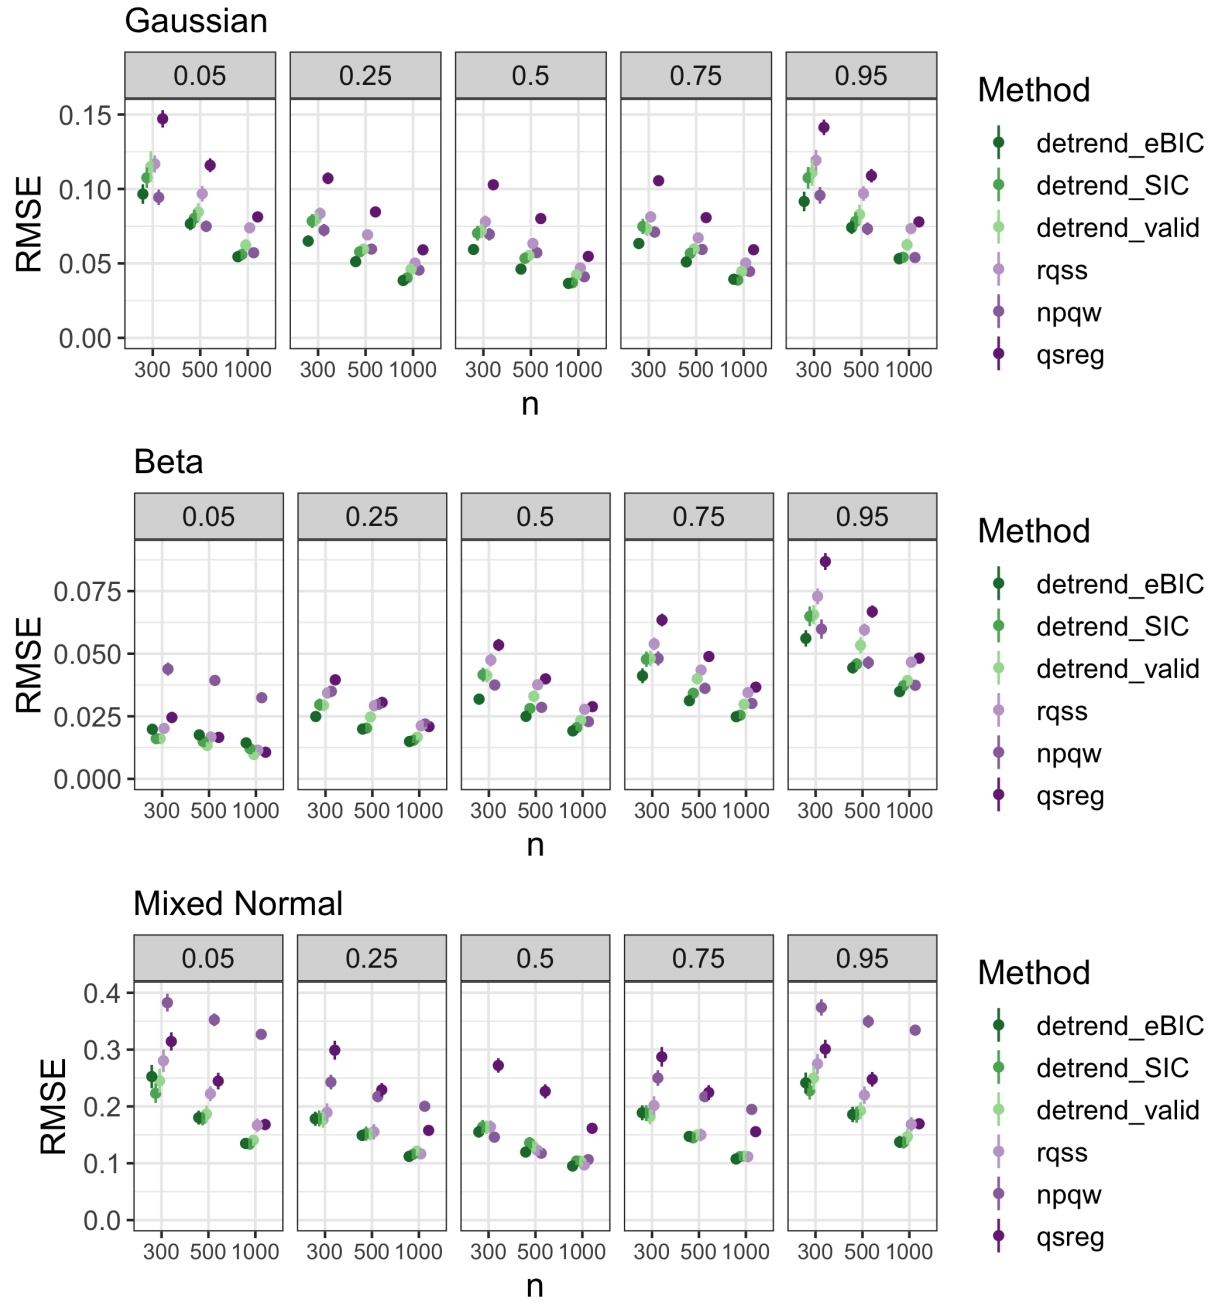 Gaussian
0.05 0.25 0.5 0.75 0.95
RMSE
0.15
0.10
0.05
0.00
300 500 1000 300 500 1000 300 500 1000 300 500 1000 300 500 1000
n
Method
detrend_eBIC
detrend_SIC
detrend_valid
rqss
npqw
qsreg
Beta
0.05 0.25 0.5 0.75 0.95
RMSE
0.075
0.050
0.025
0.000
300 500 1000 300 500 1000 300 500 1000 300 500 1000 300 500 1000
n
Method
detrend_eBIC
detrend_SIC
detrend_valid
rqss
npqw
qsreg
Mixed Normal
0.05 0.25 0.5 0.75 0.95
RMSE
0.4
0.3
0.2
0.1
0.0
300 500 1000 300 500 1000 300 500 1000 300 500 1000 300 500 1000
n
Method
detrend_eBIC
detrend_SIC
detrend_valid
rqss
npqw
qsreg